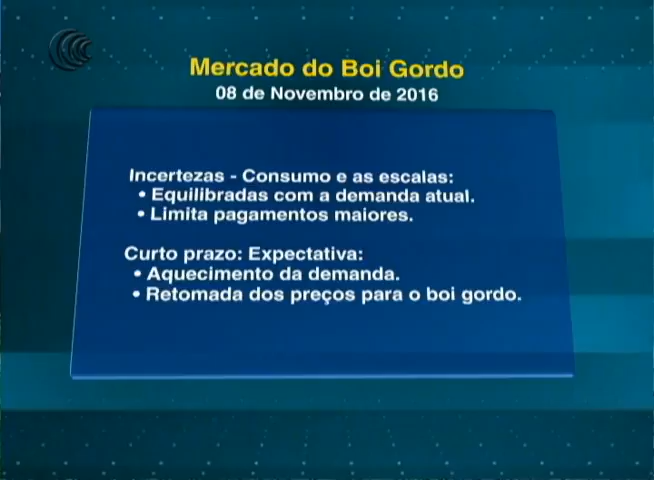 Mercado do Boi Gordo
08 de Novembro de 2016
Incertezas - Consumo e as escalas:
• Equilibradas com a demanda atual.
• Limita pagamentos maiores.
Curto prazo: Expectativa:
• Aquecimento da demanda.
• Retomada dos preços para o boi gordo.